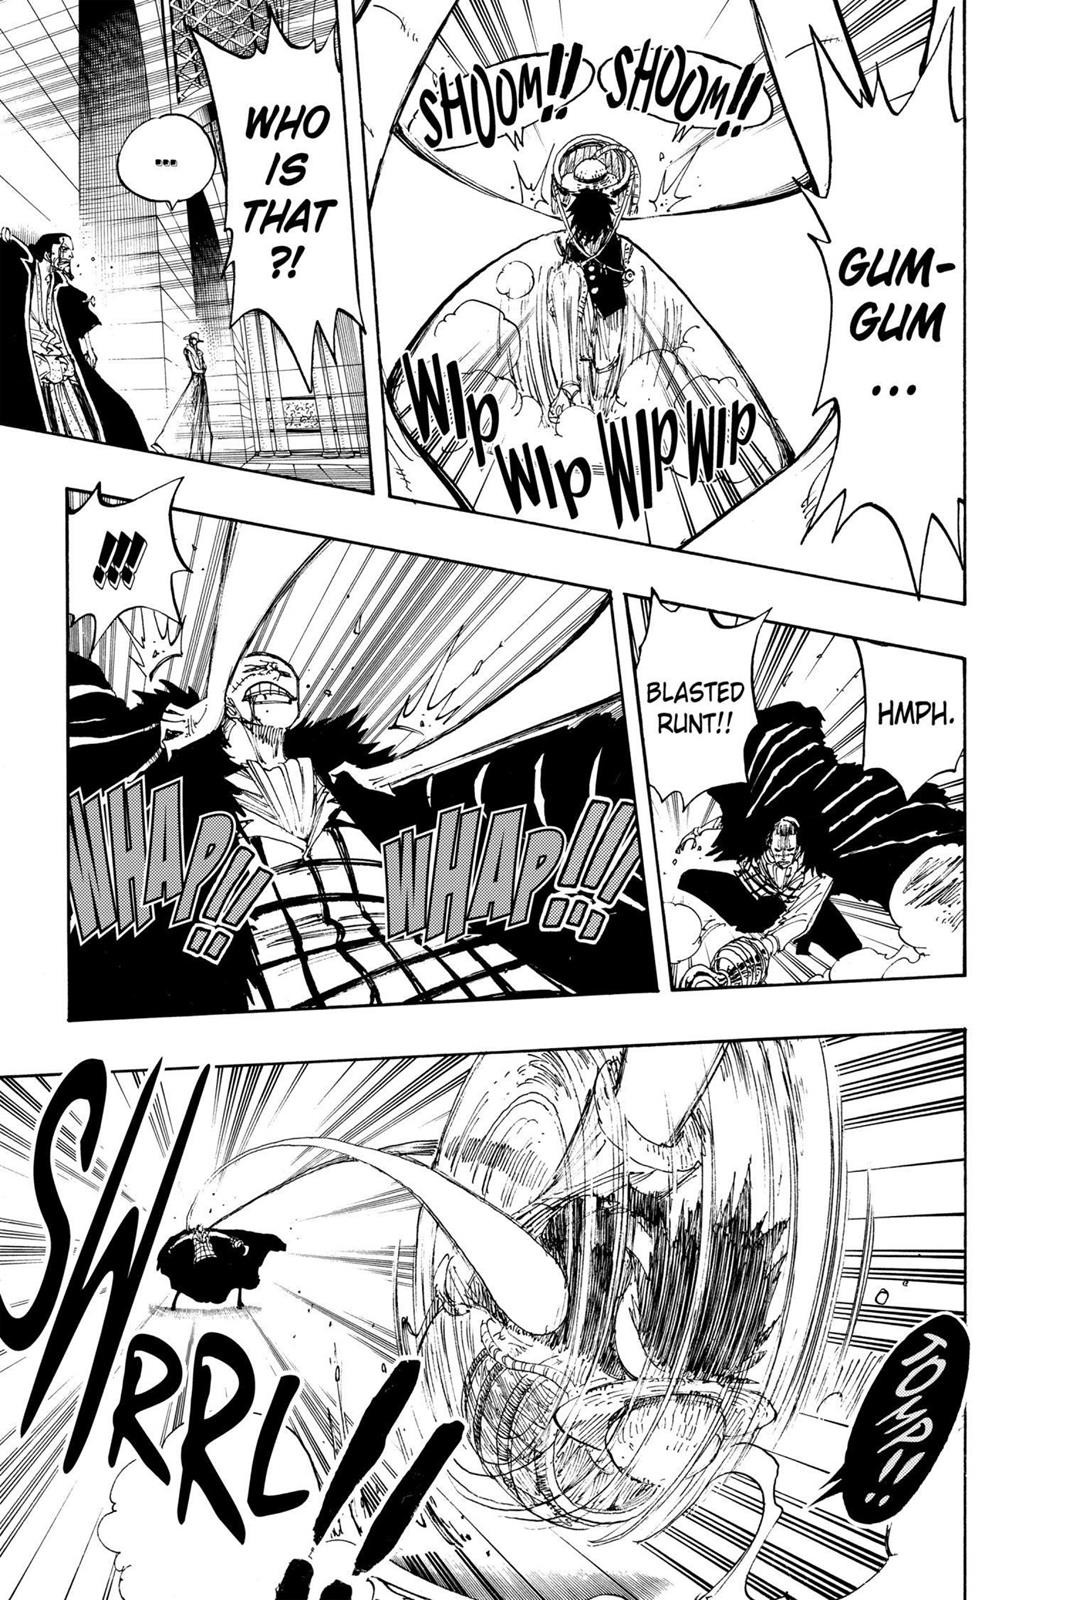 GUM-
GUM
...
SHOOM!!
SHOOM!!
WIP
WIP
WIP
WIP
WHO
IS
THAT
?!
...
HMPH.
BLASTED
RUNT!!
!!!
WHAP!!
WHAP!!!
TOMP!!
SWRRL!!